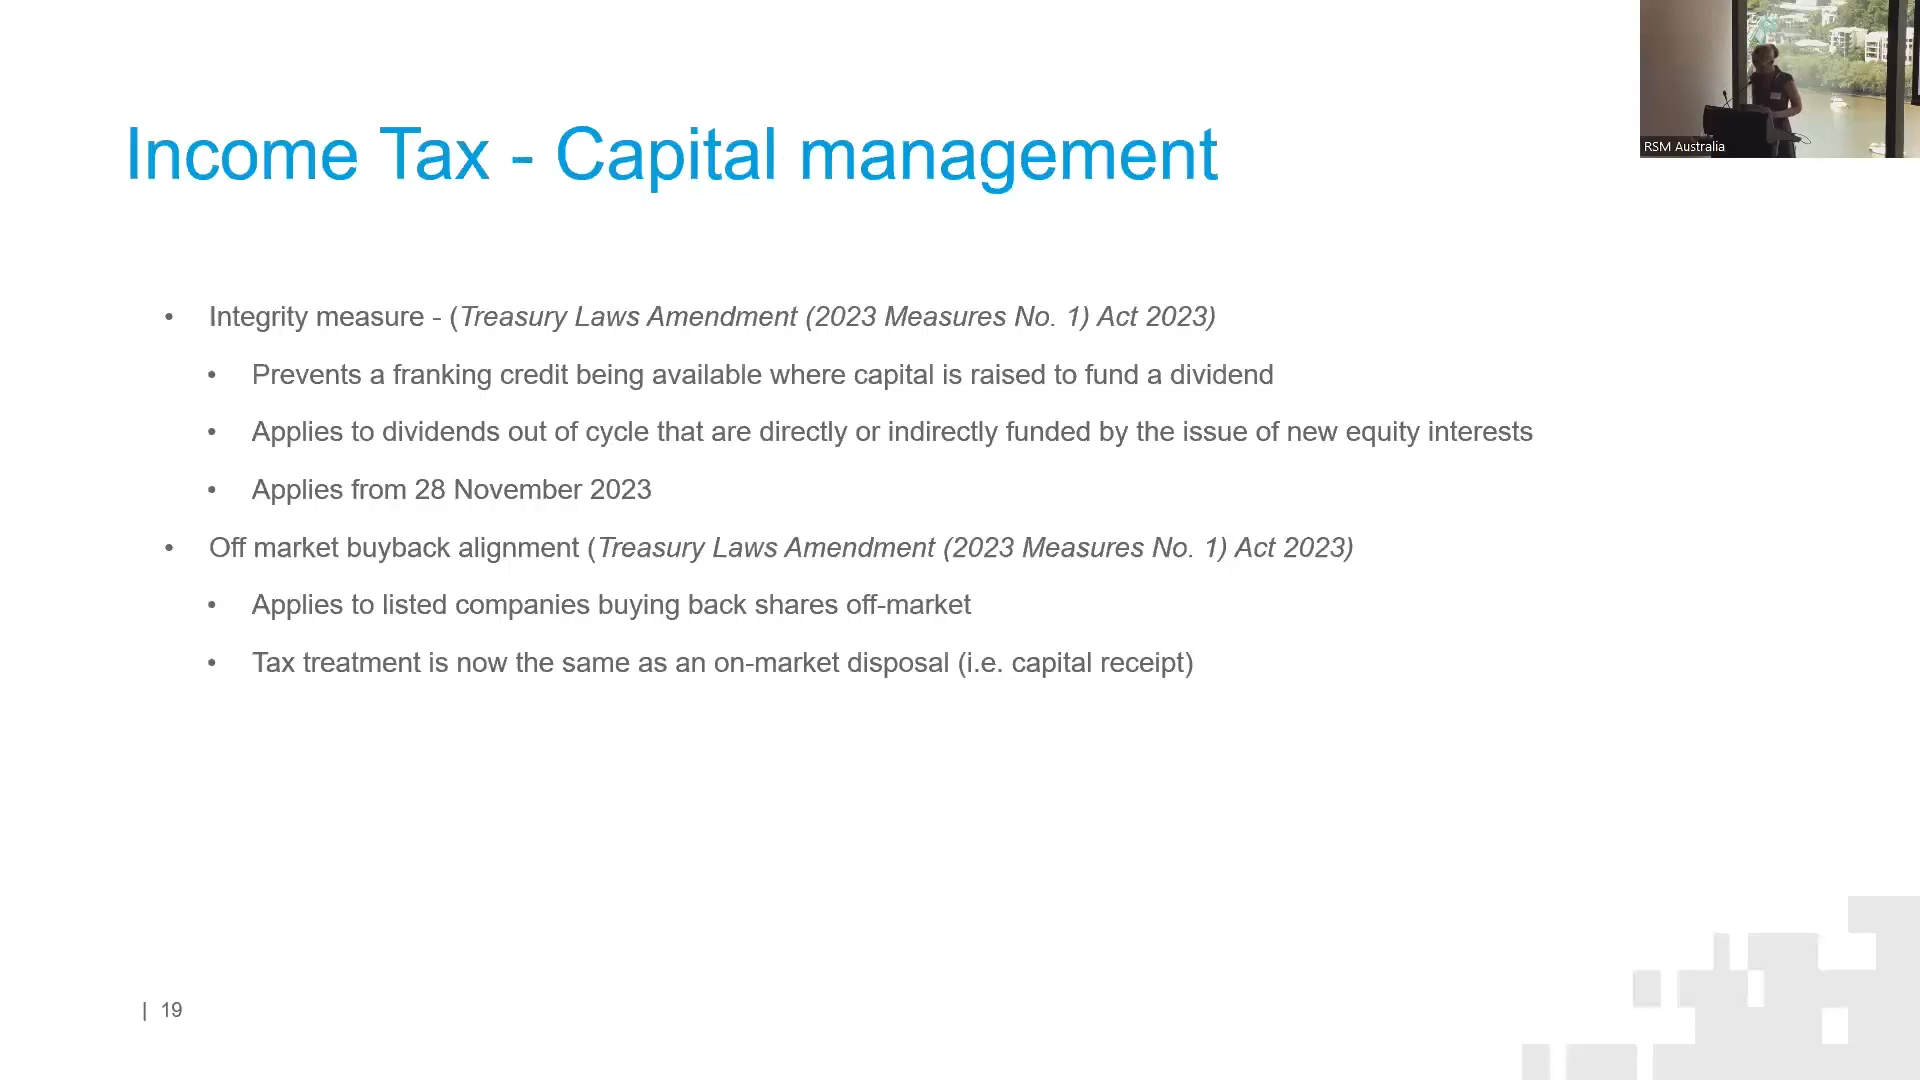 RSM Australia
Income Tax - Capital management
• Integrity measure - (Treasury Laws Amendment (2023 Measures No. 1) Act 2023)
• Prevents a franking credit being available where capital is raised to fund a dividend
• Applies to dividends out of cycle that are directly or indirectly funded by the issue of new equity interests
• Applies from 28 November 2023
• Off market buyback alignment (Treasury Laws Amendment (2023 Measures No. 1) Act 2023)
• Applies to listed companies buying back shares off-market
• Tax treatment is now the same as an on-market disposal (i.e. capital receipt)
| 19